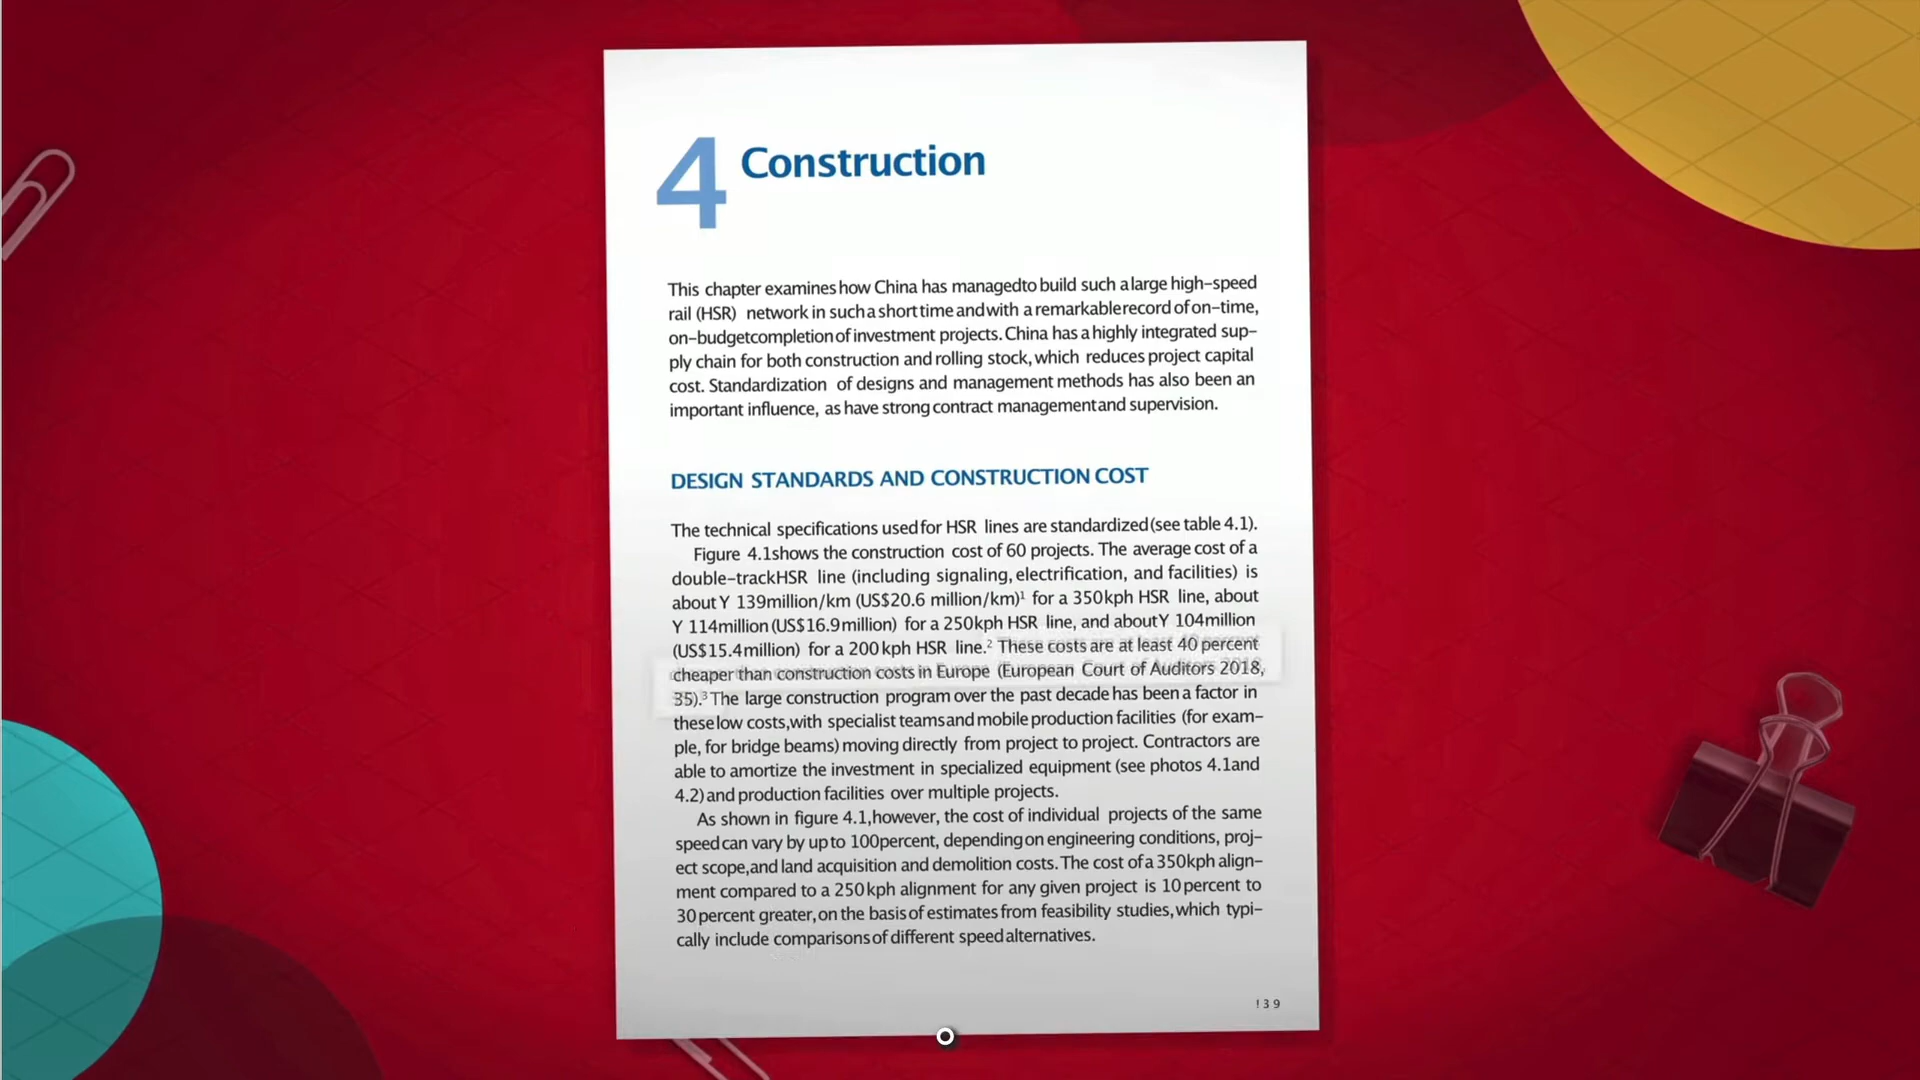 4 Construction
This chapter examines how China has managedto build such a large high-speed
rail (HSR) network in such a short time and with a remarkable record of on-time,
on-budgetcompletion of investment projects. China has a highly integrated sup-
ply chain for both construction and rolling stock, which reduces project capital
cost. Standardization of designs and management methods has also been an
important influence, as have strong contract management and supervision.
DESIGN STANDARDS AND CONSTRUCTION COST
The technical specifications used for HSR lines are standardized (see table 4.1).
Figure 4.1shows the construction cost of 60 projects. The average cost of a
double-trackHSR line (including signaling, electrification, and facilities) is
about Y 139million/km (US$20.6 million/km)¹ for a 350kph HSR line, about
Y 114million (US$16.9million) for a 250kph HSR line, and about Y 104million
(US$15.4million) for a 200 kph HSR line.² These costs are at least 40 percent
cheaper than construction costs in Europe (European Court of Auditors 2018,
35).³ The large construction program over the past decade has been a factor in
these low costs,with specialist teams and mobile production facilities (for exam-
ple, for bridge beams) moving directly from project to project. Contractors are
able to amortize the investment in specialized equipment (see photos 4.1and
4.2) and production facilities over multiple projects.
As shown in figure 4.1,however, the cost of individual projects of the same
speed can vary by up to 100percent, depending on engineering conditions, proj-
ect scope,and land acquisition and demolition costs. The cost of a 350kph align-
ment compared to a 250 kph alignment for any given project is 10 percent to
30 percent greater, on the basis of estimates from feasibility studies, which typi-
cally include comparisons of different speed alternatives.
!39